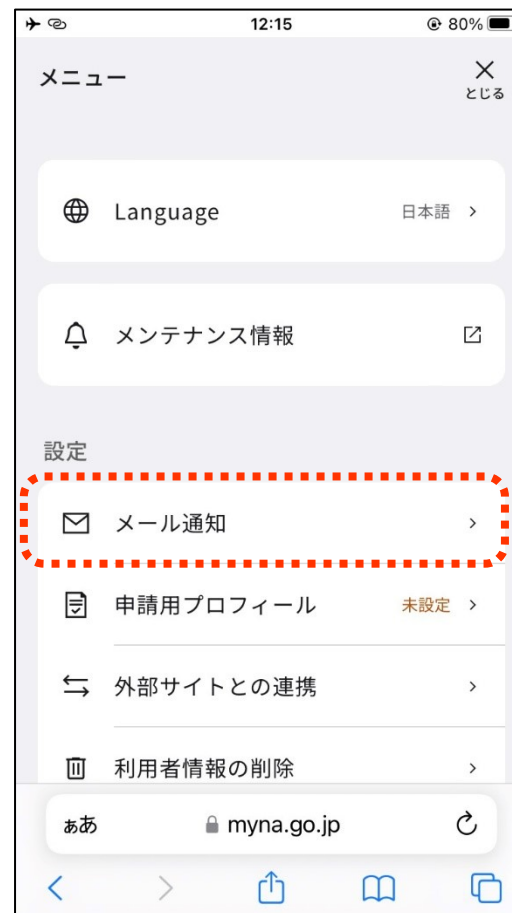 12:15
80%
メニュー
とじる
Language 日本語
メンテナンス情報
設定
メール通知
申請用プロフィール 未設定
外部サイトとの連携
利用者情報の削除
ぁあ myna.go.jp